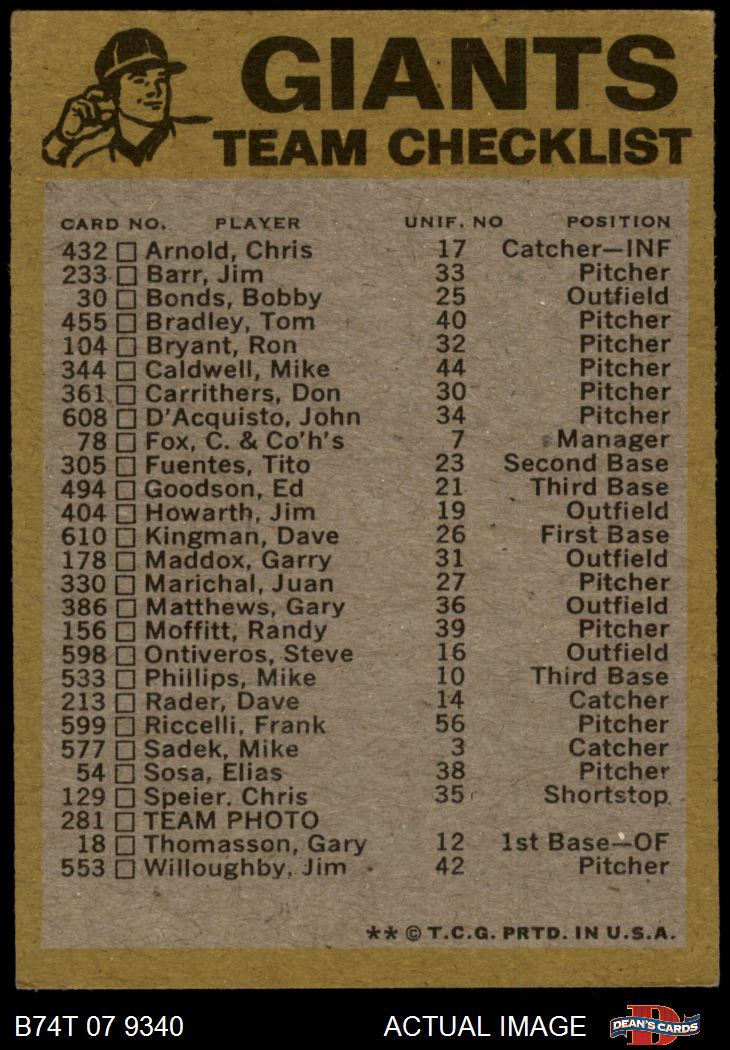 GIANTS
TEAM CHECKLIST
CARD NO. PLAYER UNIF. NO POSITION
432 Arnold, Chris 17 Catcher—INF
233 Barr, Jim 33 Pitcher
30 Bonds, Bobby 25 Outfield
455 Bradley, Tom 40 Pitcher
104 Bryant, Ron 32 Pitcher
344 Caldwell, Mike 44 Pitcher
361 Carrithers, Don 30 Pitcher
608 D'Acquisto, John 34 Pitcher
78 Fox, C. & Co'h's 7 Manager
305 Fuentes, Tito 23 Second Base
494 Goodson, Ed 21 Third Base
404 Howarth, Jim 19 Outfield
610 Kingman, Dave 26 First Base
178 Maddox, Garry 31 Outfield
330 Marichal, Juan 27 Pitcher
386 Matthews, Gary 36 Outfield
156 Moffitt, Randy 39 Pitcher
598 Ontiveros, Steve 16 Outfield
533 Phillips, Mike 10 Third Base
213 Rader, Dave 14 Catcher
599 Riccelli, Frank 56 Pitcher
577 Sadek, Mike 3 Catcher
54 Sosa, Elias 38 Pitcher
129 Speier, Chris 35 Shortstop
281 TEAM PHOTO
18 Thomasson, Gary 12 1st Base—OF
553 Willoughby, Jim 42 Pitcher
** © T.C.G. PRTD. IN U.S.A.
B74T 07 9340 ACTUAL IMAGE D DEAN'S CARDS